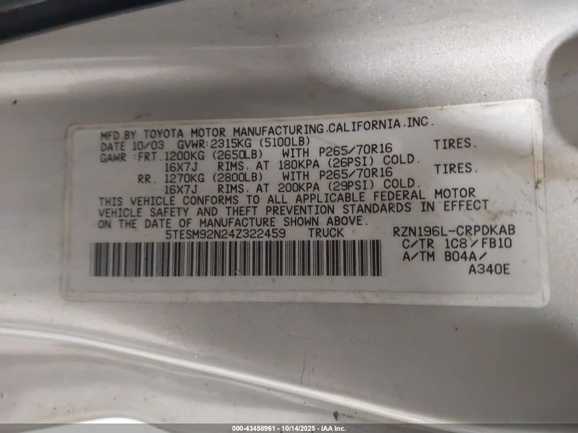 MFD.BY TOYOTA MOTOR MANUFACTURING.CALIFORNIA.INC.
DATE 10/03 GVWR:2315KG (5100LB)
GAWR :FRT.1200KG (2650LB) WITH P265/70R16 TIRES.
16X7J RIMS. AT 180KPA (26PSI) COLD.
RR. 1270KG (2800LB) WITH P265/70R16 TIRES.
16X7J RIMS. AT 200KPA (29PSI) COLD.
THIS VEHICLE CONFORMS TO ALL APPLICABLE FEDERAL MOTOR
VEHICLE SAFETY AND THEFT PREVENTION STANDARDS IN EFFECT
ON THE DATE OF MANUFACTURE SHOWN ABOVE.
5TESM92N24Z322459 TRUCK RZN196L-CRPDKAB
C/TR 1C8/FB10
A/TM B04A/
A340E
000-43458961 - 10/14/2025 - IAA Inc.